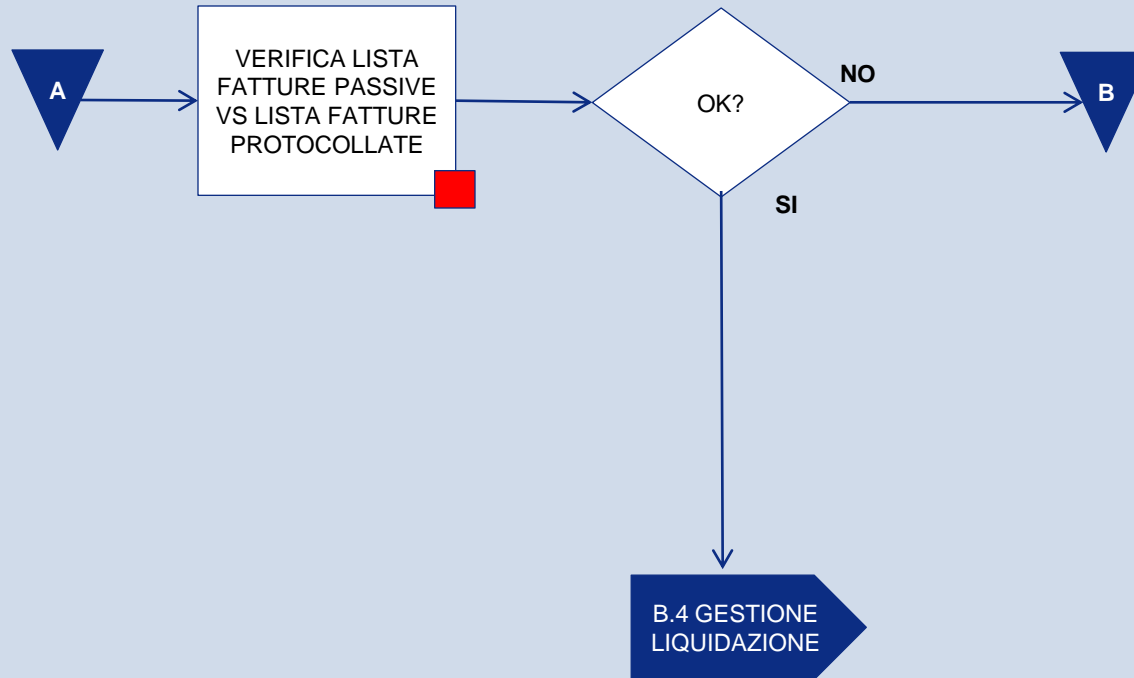 A
VERIFICA LISTA
FATTURE PASSIVE
VS LISTA FATTURE
PROTOCOLLATE
OK?
NO
B
SI
B.4 GESTIONE
LIQUIDAZIONE